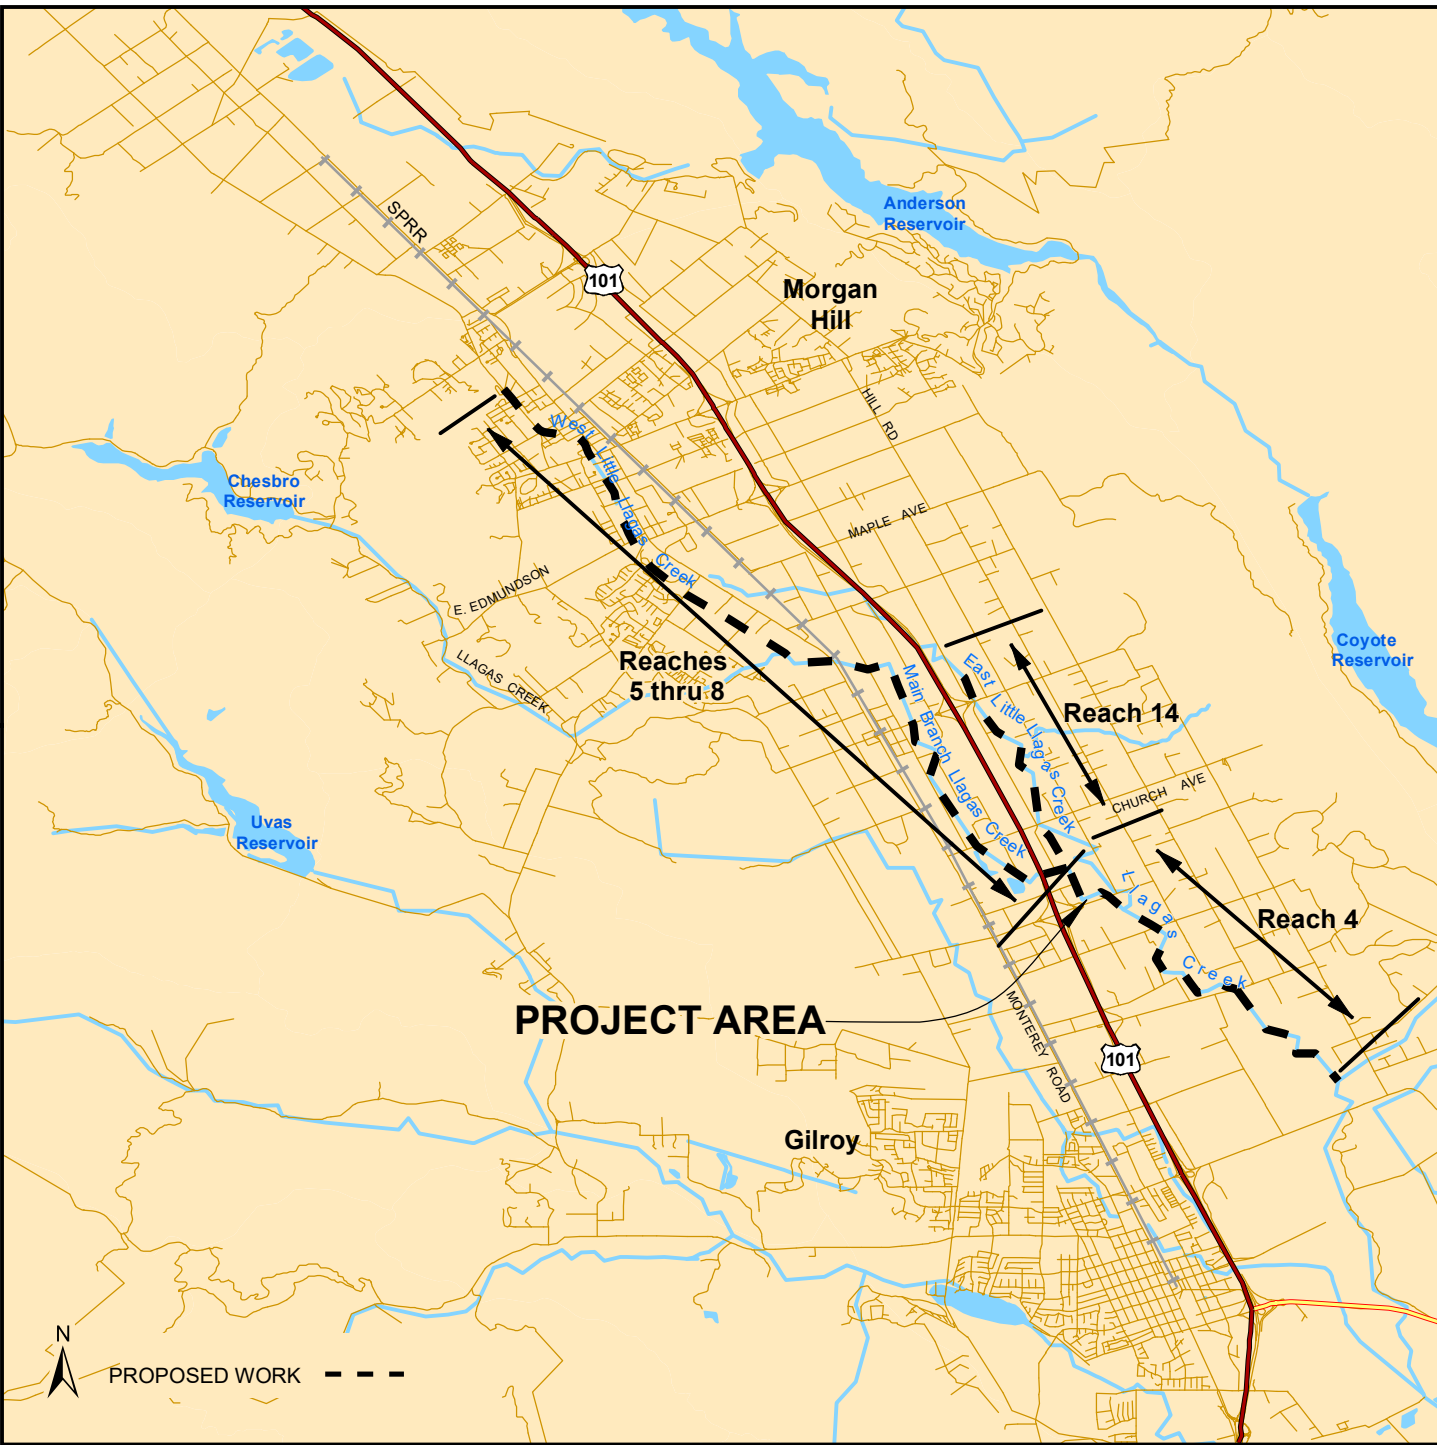 SPRR
Anderson
Reservoir
101
Morgan
Hill
HILL RD
West Little Llagas Creek
Chesbro
Reservoir
MAPLE AVE
E. EDMUNDSON
LLAGAS CREEK
Reaches
5 thru 8
Coyote
Reservoir
East Little Llagas Creek
Main Branch Llagas Creek
Reach 14
CHURCH AVE
Uvas
Reservoir
Llagas Creek
Reach 4
PROJECT AREA
MONTEREY ROAD
101
Gilroy
N
PROPOSED WORK